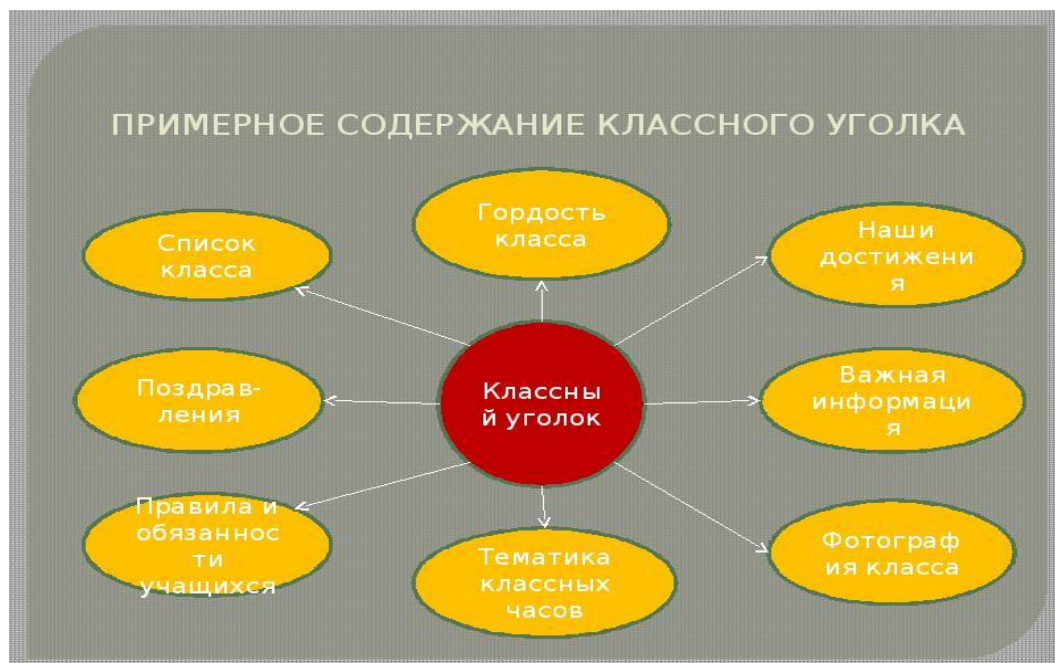 ПРИМЕРНОЕ СОДЕРЖАНИЕ КЛАССНОГО УГОЛКА
Гордость
класса
Список
класса
Наши
достижени
я
Поздрав-
ления
Классны
й уголок
Важная
информаци
я
Правила и
обязаннос
ти
учащихся
Тематика
классных
часов
Фотограф
ия класса